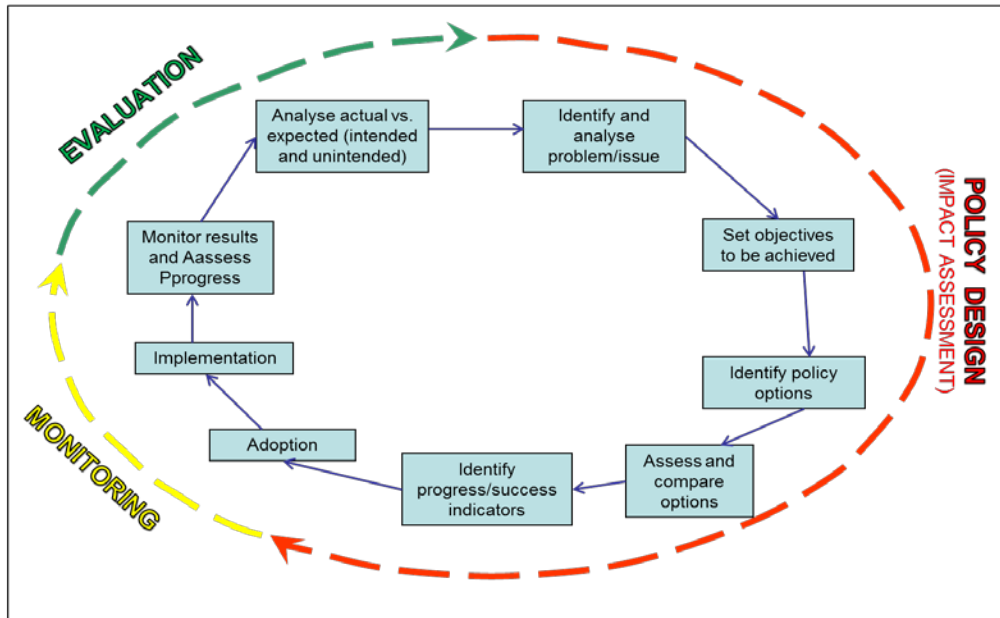 EVALUATION
Analyse actual vs.
expected (intended
and unintended)
Identify and
analyse
problem/issue
POLICY DESIGN
(IMPACT ASSESSMENT)
Set objectives
to be achieved
Monitor results
and Aassess
Pprogress
Implementation
Identify policy
options
Adoption
Identify
progress/success
indicators
Assess and
compare
options
MONITORING